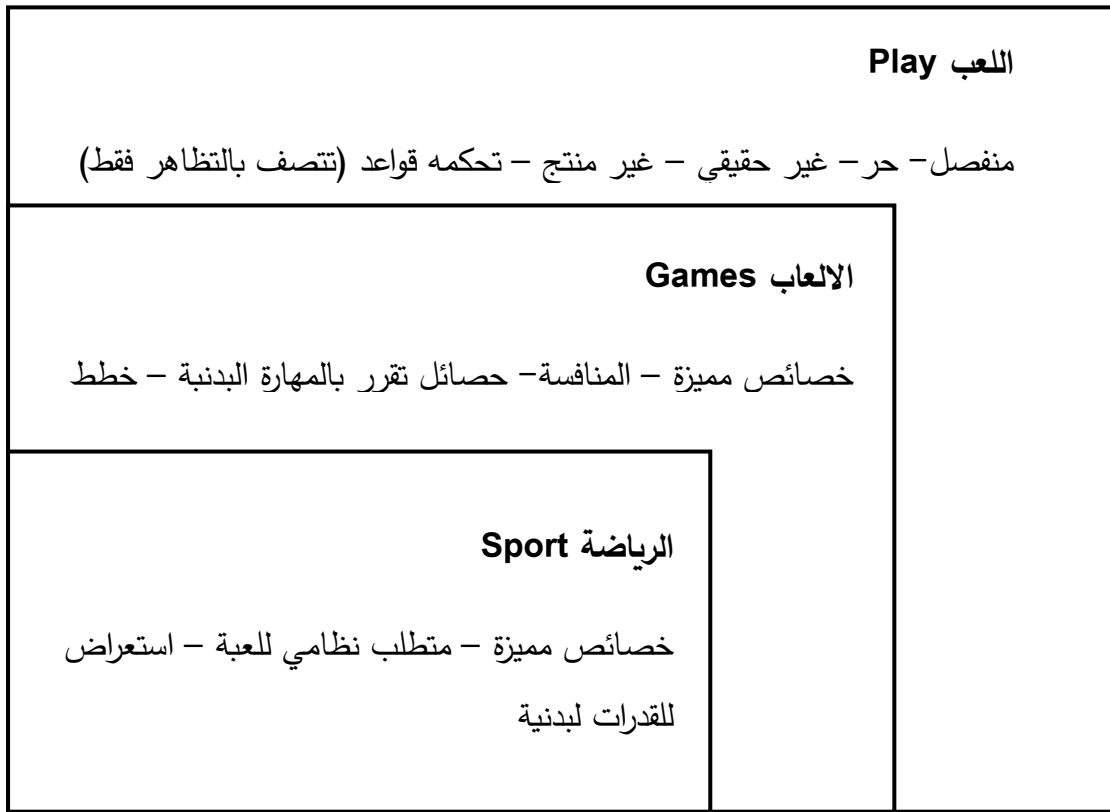 اللعب Play
منفصل– حر – غير حقيقي – غير منتج – تحكمه قواعد (تتصف بالتظاهر فقط)
الالعاب Games
خصائص مميزة – المنافسة– حصائل تقرر بالمهارة البدنبة – خطط
الرياضة Sport
خصائص مميزة – متطلب نظامي للعبة – استعراض
للقدرات لبدنية